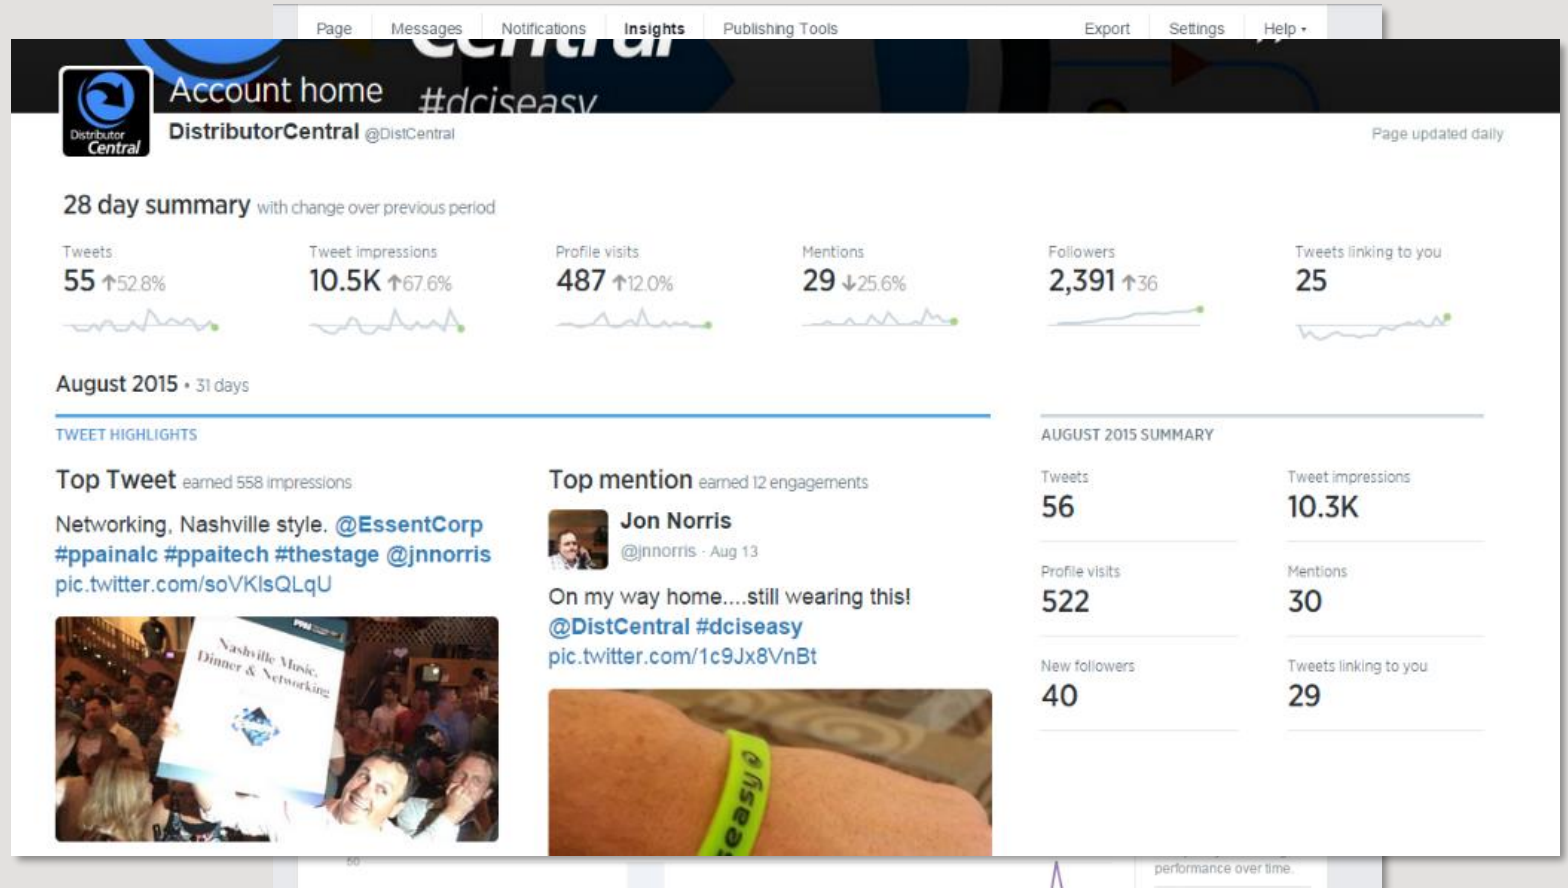 Page Messages Notifications Insights Publishing Tools Export Settings Help
Central
Account home #dciseasy
Distributor
Central
DistributorCentral @DistCentral
Page updated daily
28 day summary with change over previous period
Tweets Tweet impressions Profile visits Mentions Followers Tweets linking to you
55 ↑52.8% 10.5K ↑67.6% 487 ↑12.0% 29 ↓25.6% 2,391 ↑36 25
August 2015 • 31 days
TWEET HIGHLIGHTS
Top Tweet earned 558 impressions
Networking, Nashville style. @EssentCorp
#ppainalc #ppaitech #thestage @jnnorris
pic.twitter.com/soVKlsQLqU
PPAI
Nashville Music,
Dinner & Networking
Top mention earned 12 engagements
Jon Norris
@jnnorris · Aug 13
On my way home....still wearing this!
@DistCentral #dciseasy
pic.twitter.com/1c9Jx8VnBt
seasy
AUGUST 2015 SUMMARY
Tweets Tweet impressions
56 10.3K
Profile visits Mentions
522 30
New followers Tweets linking to you
40 29
50
performance over time.